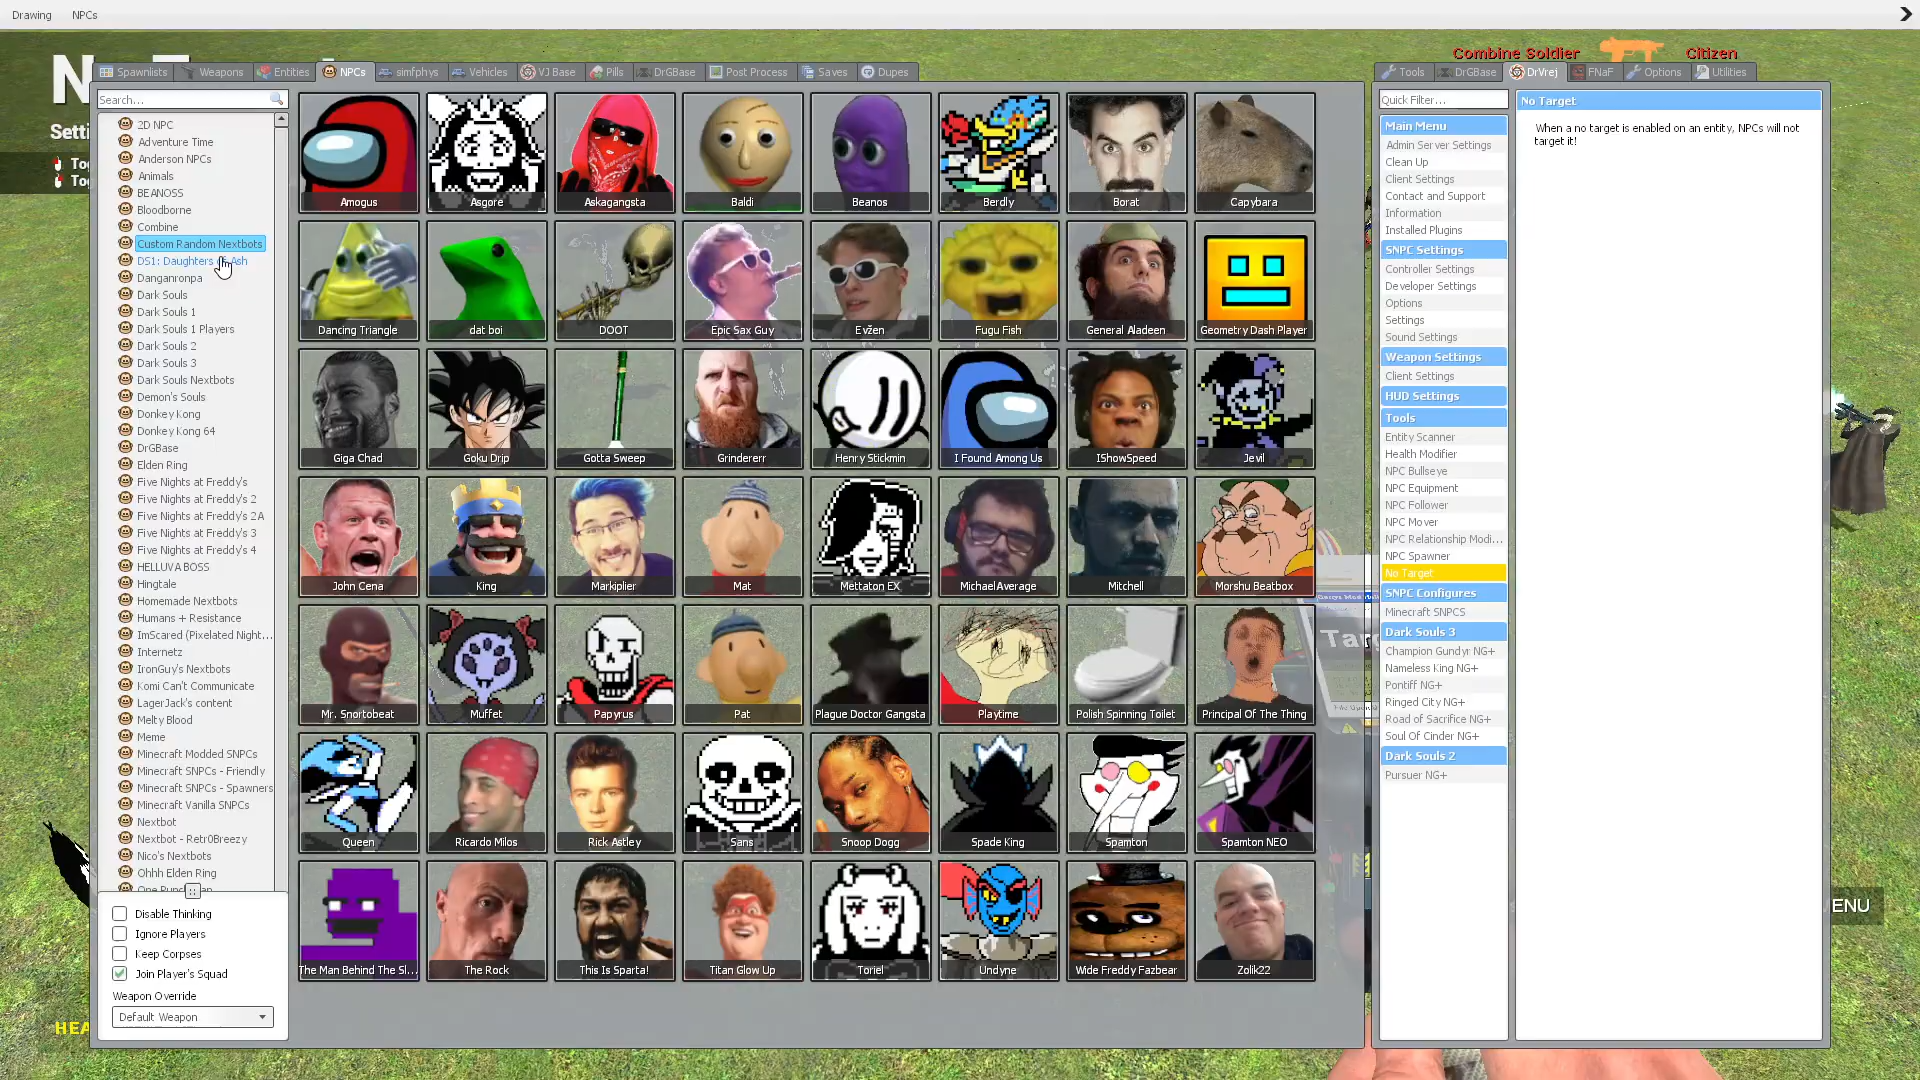 Drawing NPCs
Combine Soldier Citizen
Spawnlists Weapons Entities NPCs simfphys Vehicles VJ Base Pills DrGBase Post Process Saves Dupes
Tools DrGBase DrVrej FNaF Options Utilities
Search...
2D NPC
Adventure Time
Anderson NPCs
Animals
BEANOSS
Bloodborne
Combine
Custom Random Nextbots
DS1: Daughters of Ash
Danganronpa
Dark Souls
Dark Souls 1
Dark Souls 1 Players
Dark Souls 2
Dark Souls 3
Dark Souls Nextbots
Demon's Souls
Donkey Kong
Donkey Kong 64
DrGBase
Elden Ring
Five Nights at Freddy's
Five Nights at Freddy's 2
Five Nights at Freddy's 2A
Five Nights at Freddy's 3
Five Nights at Freddy's 4
HELLUVA BOSS
Hingtale
Homemade Nextbots
Humans + Resistance
ImScared (Pixelated Night...
Internetz
IronGuy's Nextbots
Komi Can't Communicate
LagerJack's content
Melty Blood
Meme
Minecraft Modded SNPCs
Minecraft SNPCs - Friendly
Minecraft SNPCs - Spawners
Minecraft Vanilla SNPCs
Nextbot
Nextbot - Retr0Breezy
Nico's Nextbots
Ohhh Elden Ring
Disable Thinking
Ignore Players
Keep Corpses
Join Player's Squad
Weapon Override
Default Weapon
Amogus Asgore Askagangsta Baldi Beanos Berdly Borat Capybara
Dancing Triangle dat boi DOOT Epic Sax Guy Evžen Fugu Fish General Aladeen Geometry Dash Player
Giga Chad Goku Drip Gotta Sweep Grindererr Henry Stickmin I Found Among Us IShowSpeed Jevil
John Cena King Markiplier Mat Mettaton EX MichaelAverage Mitchell Morshu Beatbox
Mr. Snortobeat Muffet Papyrus Pat Plague Doctor Gangsta Playtime Polish Spinning Toilet Principal Of The Thing
Queen Ricardo Milos Rick Astley Sans Snoop Dogg Spade King Spamton Spamton NEO
The Man Behind The Sl... The Rock This Is Sparta! Titan Glow Up Toriel Undyne Wide Freddy Fazbear Zolik22
Quick Filter...
Main Menu
Admin Server Settings
Clean Up
Client Settings
Contact and Support
Information
Installed Plugins
SNPC Settings
Controller Settings
Developer Settings
Options
Settings
Sound Settings
Weapon Settings
Client Settings
HUD Settings
Tools
Entity Scanner
Health Modifier
NPC Bullseye
NPC Equipment
NPC Follower
NPC Mover
NPC Relationship Modi...
NPC Spawner
No Target
SNPC Configures
Minecraft SNPCS
Dark Souls 3
Champion Gundyr NG+
Nameless King NG+
Pontiff NG+
Ringed City NG+
Road of Sacrifice NG+
Soul Of Cinder NG+
Dark Souls 2
Pursuer NG+
No Target
When a no target is enabled on an entity, NPCs will not
target it!
Setti
Tog
Tog
HEA
Targ
ENU